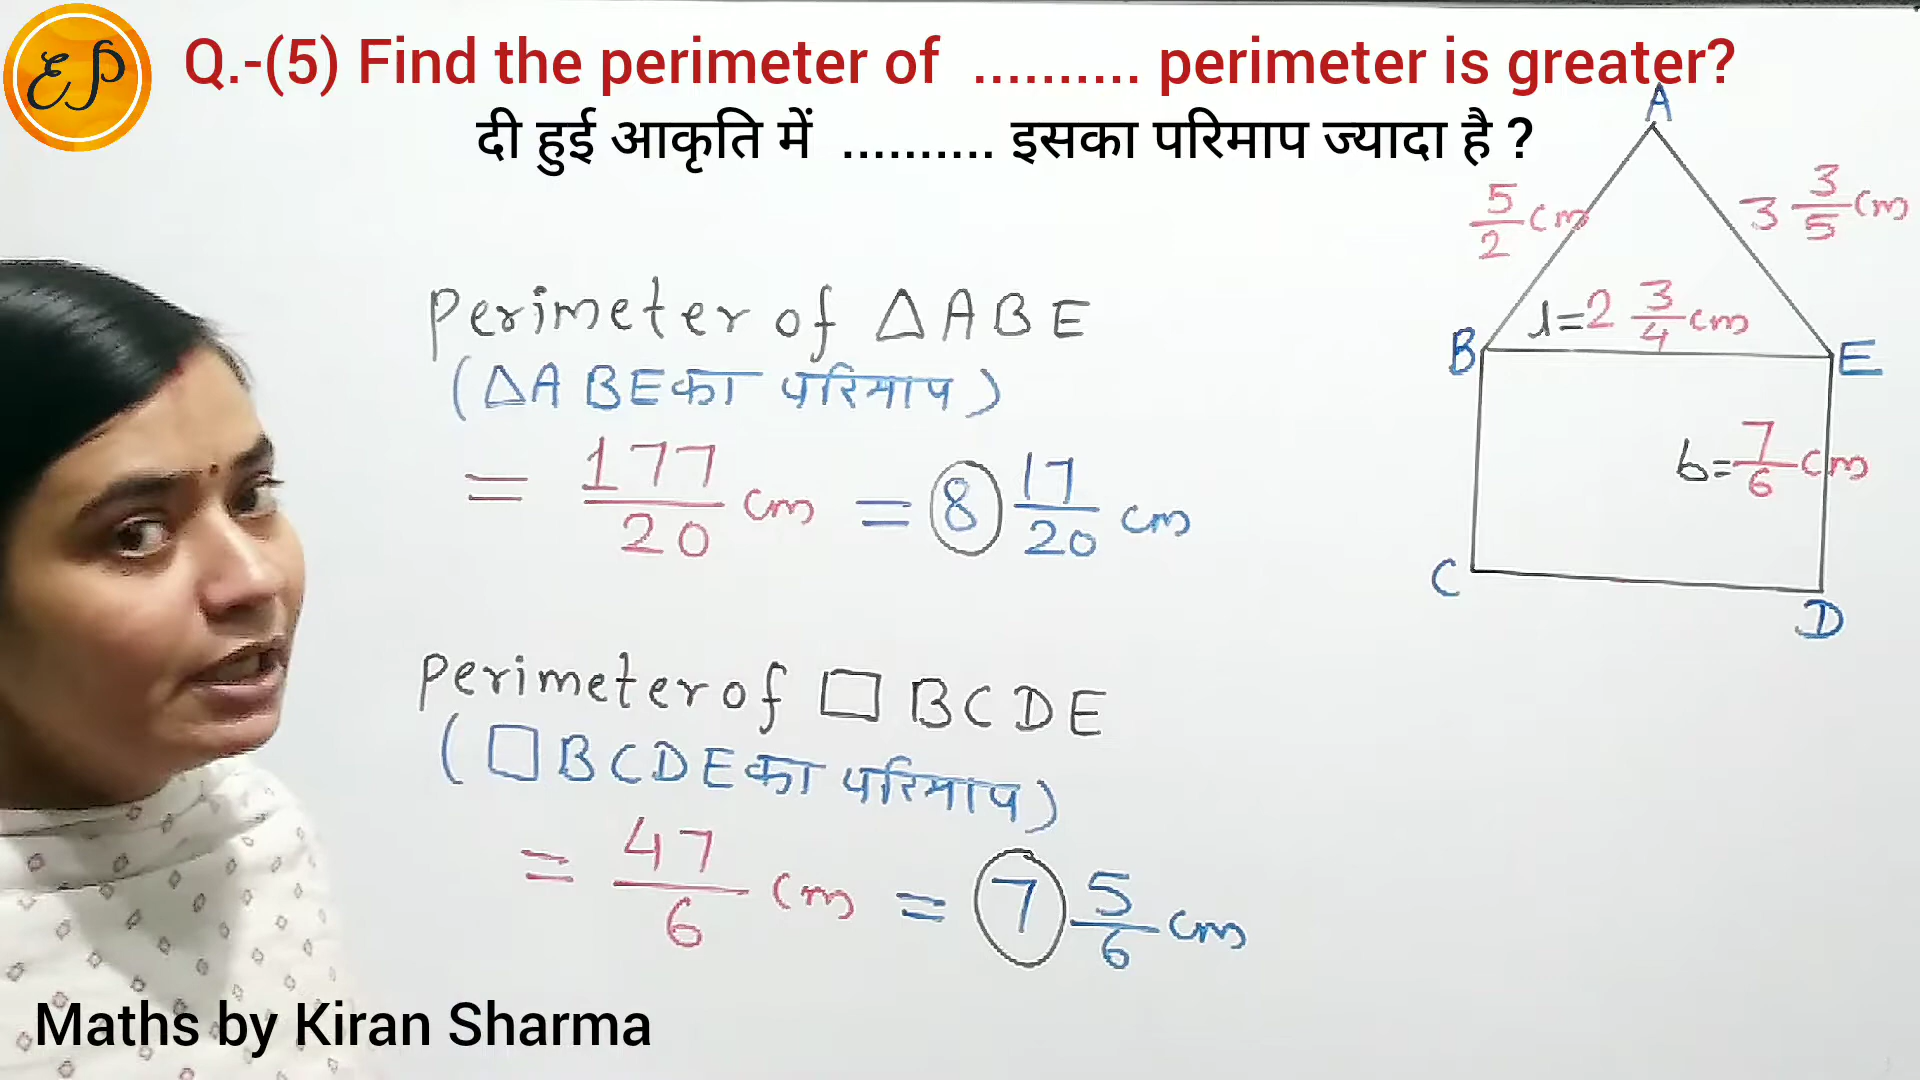 EP
Q.-(5) Find the perimeter of .......... perimeter is greater?
दी हुई आकृति में .......... इसका परिमाप ज्यादा है ?
A
5/2 cm
3 3/5 cm
l=2 3/4 cm
B
E
b=7/6 cm
C
D
Perimeter of △ABE
(△ABE का परिमाप)
= 177/20 cm = 8 17/20 cm
Perimeter of □ BCDE
(□BCDE का परिमाप)
= 47/6 cm = 7 5/6 cm
Maths by Kiran Sharma